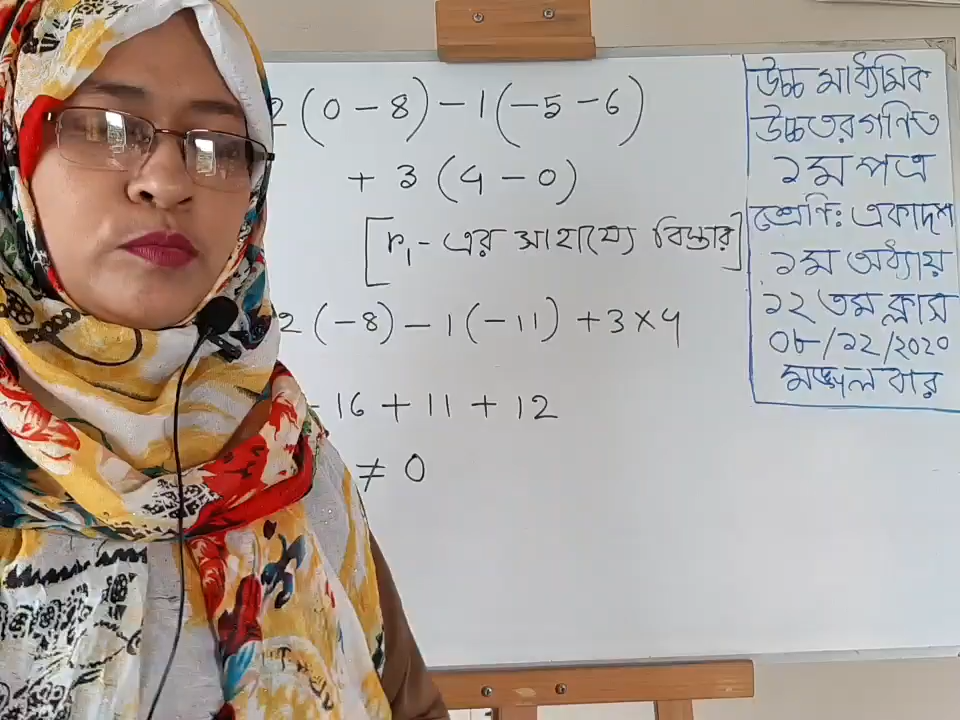 2(0-8)-1(-5-6)
+ 3(4-0)
[r₁-এর সাহায্যে বিস্তার]
2(-8)-1(-11)+3×4
- 16 + 11 + 12
≠ 0
উচ্চ মাধ্যমিক
উচ্চতর গণিত
১ম পত্র
শ্রেণি: একাদশ
১ম অধ্যায়
১২ তম ক্লাস
০৮/১২/২০২০
মঙ্গলবার